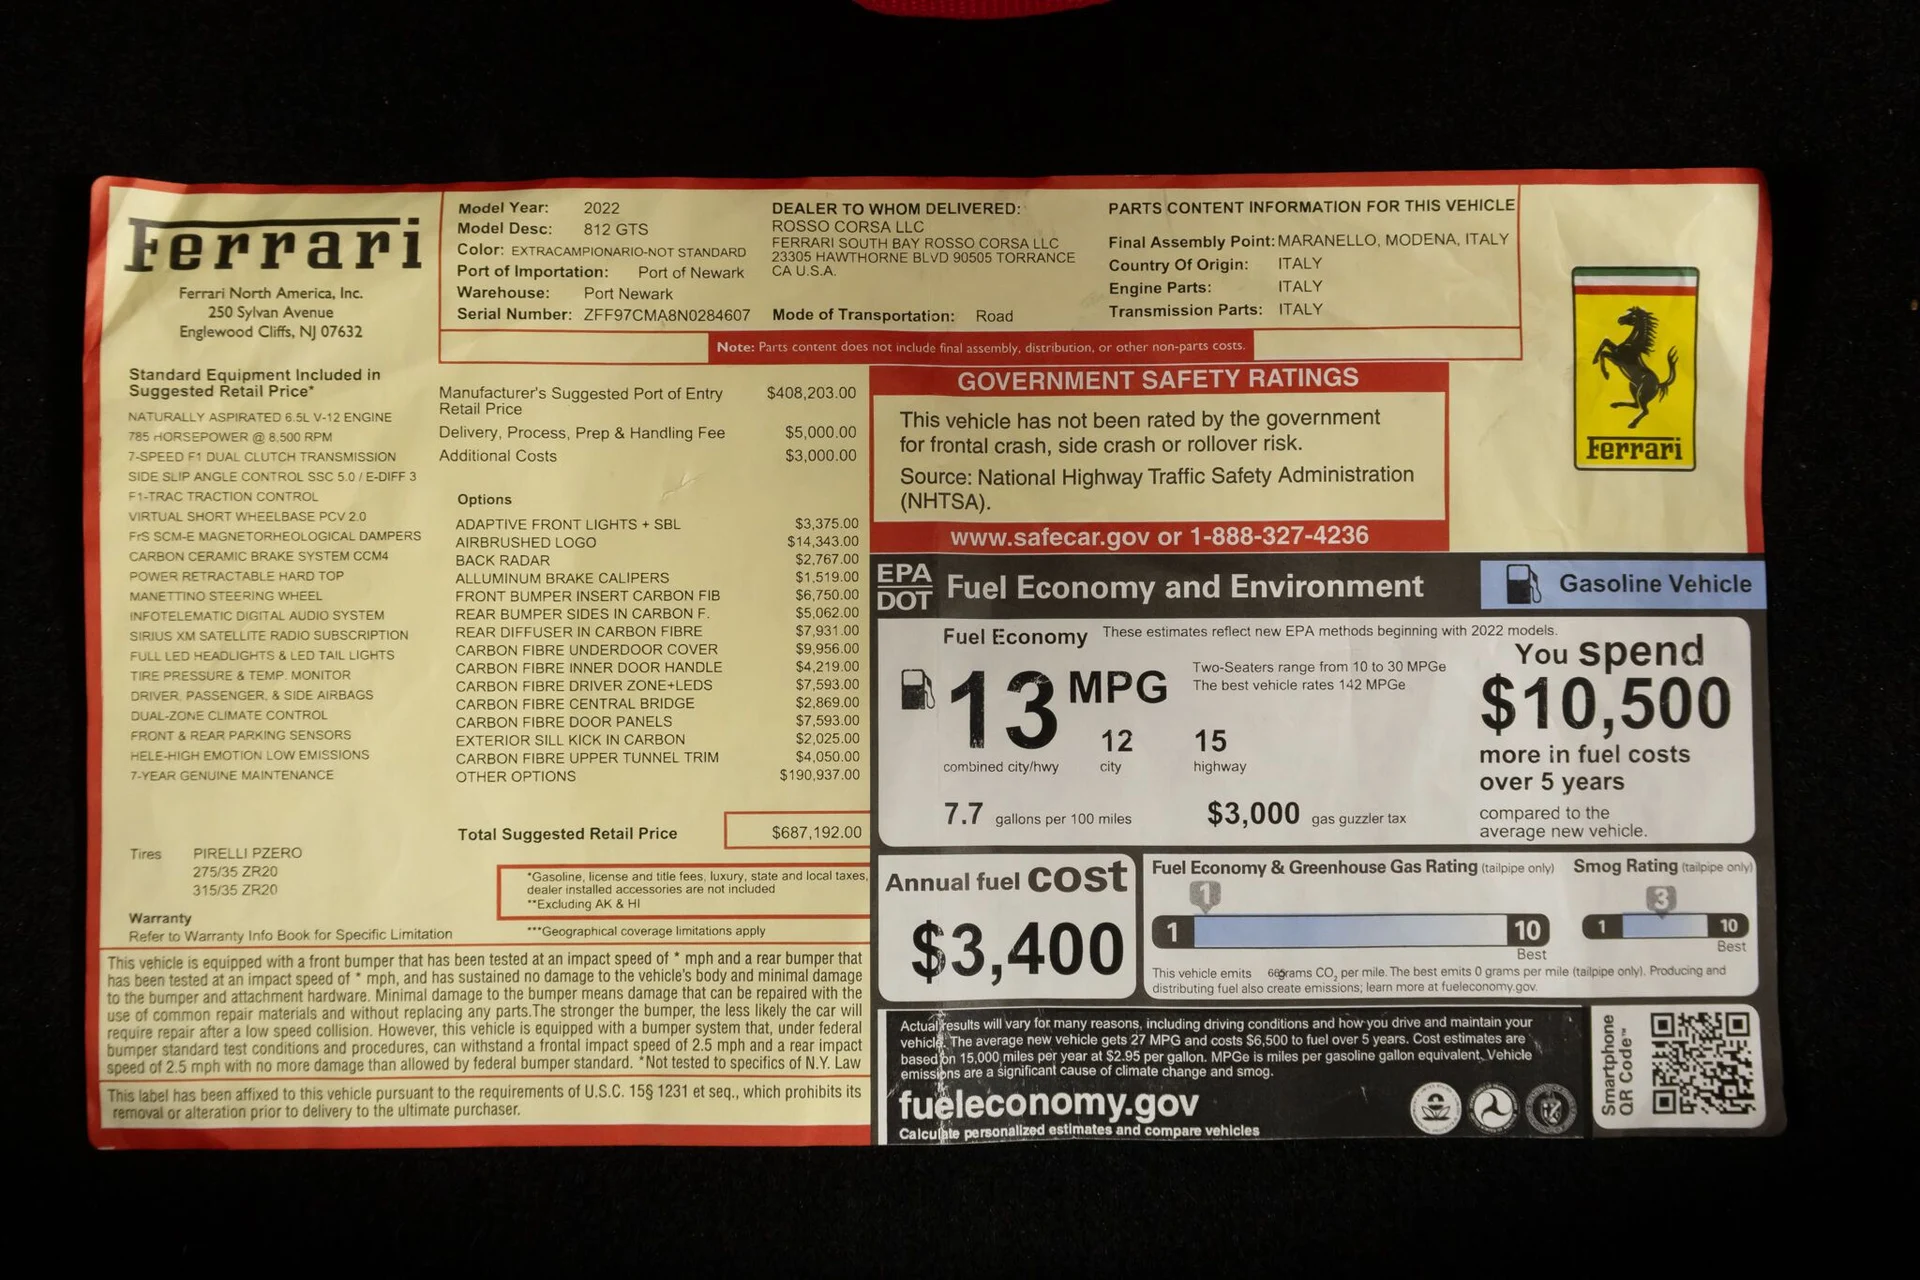 Ferrari
Ferrari North America, Inc.
250 Sylvan Avenue
Englewood Cliffs, NJ 07632
Model Year: 2022
Model Desc: 812 GTS
Color: EXTRACAMPIONARIO-NOT STANDARD
Port of Importation: Port of Newark
Warehouse: Port Newark
Serial Number: ZFF97CMA8N0284607
DEALER TO WHOM DELIVERED:
ROSSO CORSA LLC
FERRARI SOUTH BAY ROSSO CORSA LLC
23305 HAWTHORNE BLVD 90505 TORRANCE
CA U.S.A.
Mode of Transportation: Road
PARTS CONTENT INFORMATION FOR THIS VEHICLE
Final Assembly Point: MARANELLO, MODENA, ITALY
Country Of Origin: ITALY
Engine Parts: ITALY
Transmission Parts: ITALY
Note: Parts content does not include final assembly, distribution, or other non-parts costs.
Ferrari
Standard Equipment Included in
Suggested Retail Price*
NATURALLY ASPIRATED 6.5L V-12 ENGINE
785 HORSEPOWER @ 8,500 RPM
7-SPEED F1 DUAL CLUTCH TRANSMISSION
SIDE SLIP ANGLE CONTROL SSC 5.0 / E-DIFF 3
F1-TRAC TRACTION CONTROL
VIRTUAL SHORT WHEELBASE PCV 2.0
FrS SCM-E MAGNETORHEOLOGICAL DAMPERS
CARBON CERAMIC BRAKE SYSTEM CCM4
POWER RETRACTABLE HARD TOP
MANETTINO STEERING WHEEL
INFOTELEMATIC DIGITAL AUDIO SYSTEM
SIRIUS XM SATELLITE RADIO SUBSCRIPTION
FULL LED HEADLIGHTS & LED TAIL LIGHTS
TIRE PRESSURE & TEMP. MONITOR
DRIVER, PASSENGER, & SIDE AIRBAGS
DUAL-ZONE CLIMATE CONTROL
FRONT & REAR PARKING SENSORS
HELE-HIGH EMOTION LOW EMISSIONS
7-YEAR GENUINE MAINTENANCE
Tires PIRELLI PZERO
275/35 ZR20
315/35 ZR20
Warranty
Refer to Warranty Info Book for Specific Limitation
Manufacturer's Suggested Port of Entry $408,203.00
Retail Price
Delivery, Process, Prep & Handling Fee $5,000.00
Additional Costs $3,000.00
Options
ADAPTIVE FRONT LIGHTS + SBL $3,375.00
AIRBRUSHED LOGO $14,343.00
BACK RADAR $2,767.00
ALLUMINUM BRAKE CALIPERS $1,519.00
FRONT BUMPER INSERT CARBON FIB $6,750.00
REAR BUMPER SIDES IN CARBON F. $5,062.00
REAR DIFFUSER IN CARBON FIBRE $7,931.00
CARBON FIBRE UNDERDOOR COVER $9,956.00
CARBON FIBRE INNER DOOR HANDLE $4,219.00
CARBON FIBRE DRIVER ZONE+LEDS $7,593.00
CARBON FIBRE CENTRAL BRIDGE $2,869.00
CARBON FIBRE DOOR PANELS $7,593.00
EXTERIOR SILL KICK IN CARBON $2,025.00
CARBON FIBRE UPPER TUNNEL TRIM $4,050.00
OTHER OPTIONS $190,937.00
Total Suggested Retail Price $687,192.00
*Gasoline, license and title fees, luxury, state and local taxes,
dealer installed accessories are not included
**Excluding AK & HI
***Geographical coverage limitations apply
This vehicle is equipped with a front bumper that has been tested at an impact speed of * mph and a rear bumper that
has been tested at an impact speed of * mph, and has sustained no damage to the vehicle's body and minimal damage
to the bumper and attachment hardware. Minimal damage to the bumper means damage that can be repaired with the
use of common repair materials and without replacing any parts.The stronger the bumper, the less likely the car will
require repair after a low speed collision. However, this vehicle is equipped with a bumper system that, under federal
bumper standard test conditions and procedures, can withstand a frontal impact speed of 2.5 mph and a rear impact
speed of 2.5 mph with no more damage than allowed by federal bumper standard. *Not tested to specifics of N.Y. Law
This label has been affixed to this vehicle pursuant to the requirements of U.S.C. 15§ 1231 et seq., which prohibits its
removal or alteration prior to delivery to the ultimate purchaser.
GOVERNMENT SAFETY RATINGS
This vehicle has not been rated by the government
for frontal crash, side crash or rollover risk.
Source: National Highway Traffic Safety Administration
(NHTSA).
www.safecar.gov or 1-888-327-4236
EPA
DOT
Fuel Economy and Environment
Gasoline Vehicle
Fuel Economy
These estimates reflect new EPA methods beginning with 2022 models.
13 MPG
Two-Seaters range from 10 to 30 MPGe
The best vehicle rates 142 MPGe
12 15
combined city/hwy city highway
7.7 gallons per 100 miles
$3,000 gas guzzler tax
You spend
$10,500
more in fuel costs
over 5 years
compared to the
average new vehicle.
Annual fuel cost
$3,400
Fuel Economy & Greenhouse Gas Rating (tailpipe only)
1
1 10
Best
Smog Rating (tailpipe only)
3
1 10
Best
This vehicle emits grams CO2 per mile. The best emits 0 grams per mile (tailpipe only). Producing and
distributing fuel also create emissions; learn more at fueleconomy.gov.
Actual results will vary for many reasons, including driving conditions and how you drive and maintain your
vehicle. The average new vehicle gets 27 MPG and costs $6,500 to fuel over 5 years. Cost estimates are
based on 15,000 miles per year at $2.95 per gallon. MPGe is miles per gasoline gallon equivalent. Vehicle
emissions are a significant cause of climate change and smog.
fueleconomy.gov
Calculate personalized estimates and compare vehicles
Smartphone
QR Code™